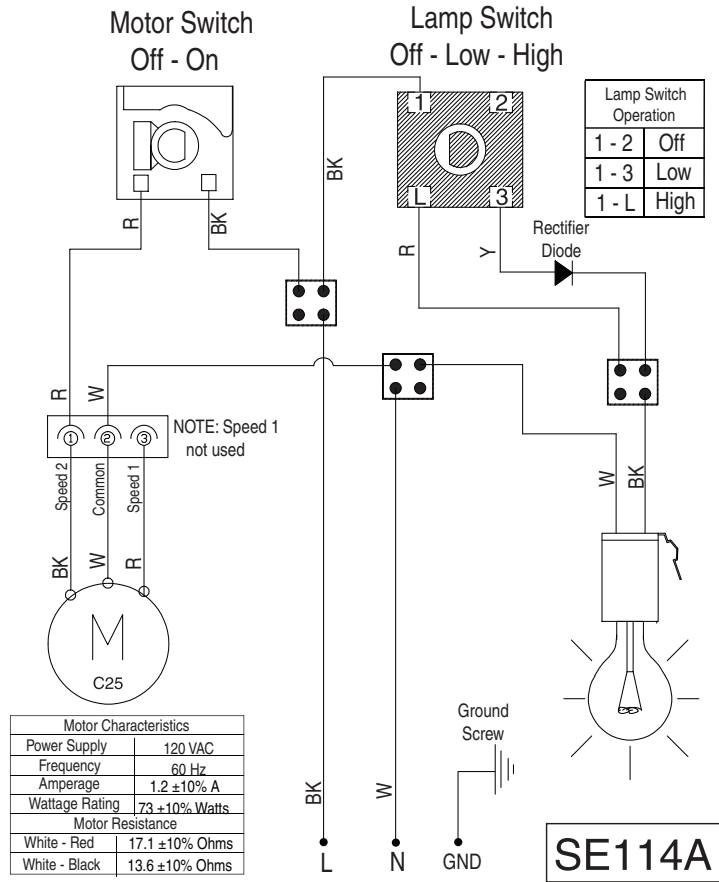 Motor Switch
Off - On
Lamp Switch
Off - Low - High
1
2
L
3
Lamp Switch
Operation
1 - 2 Off
1 - 3 Low
1 - L High
BK
R
BK
R
Y
Rectifier
Diode
R
W
NOTE: Speed 1
not used
1
2
3
Speed 2
Common
Speed 1
BK
W
R
W
BK
M
C25
Motor Characteristics
Power Supply 120 VAC
Frequency 60 Hz
Amperage 1.2 ±10% A
Wattage Rating 73 ±10% Watts
Motor Resistance
White - Red 17.1 ±10% Ohms
White - Black 13.6 ±10% Ohms
BK
W
Ground
Screw
L
N
GND
SE114A